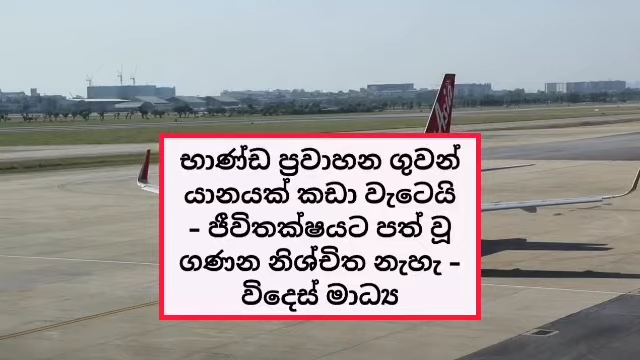 භාණ්ඩ ප්‍රවාහන ගුවන්
යානයක් කඩා වැටෙයි
– ජීවිතක්ෂයට පත් වූ
ගණන නිශ්චිත නැහැ –
විදෙස් මාධ්‍ය